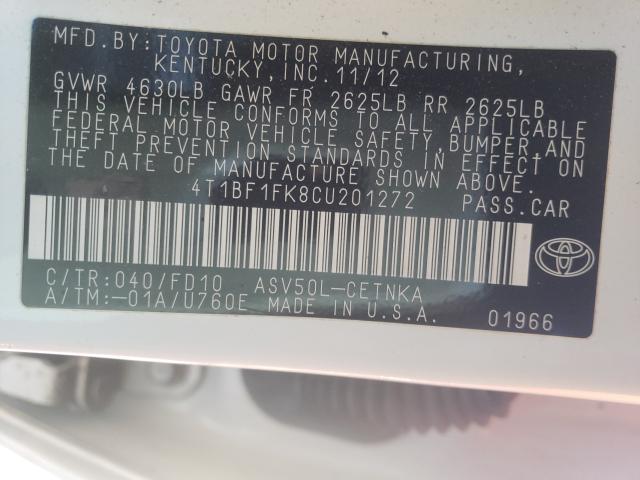 MFD.BY:TOYOTA MOTOR MANUFACTURING,
KENTUCKY,INC.11/12
GVWR 4630LB GAWR FR 2625LB RR 2625LB
THIS VEHICLE CONFORMS TO ALL APPLICABLE
FEDERAL MOTOR VEHICLE SAFETY,BUMPER AND
THEFT PREVENTION STANDARDS IN EFFECT ON
THE DATE OF MANUFACTURE SHOWN ABOVE.
4T1BF1FK8CU201272 PASS.CAR
C/TR:040/FD10 ASV50L-CETNKA
A/TM:-01A/U760E MADE IN U.S.A.
01966